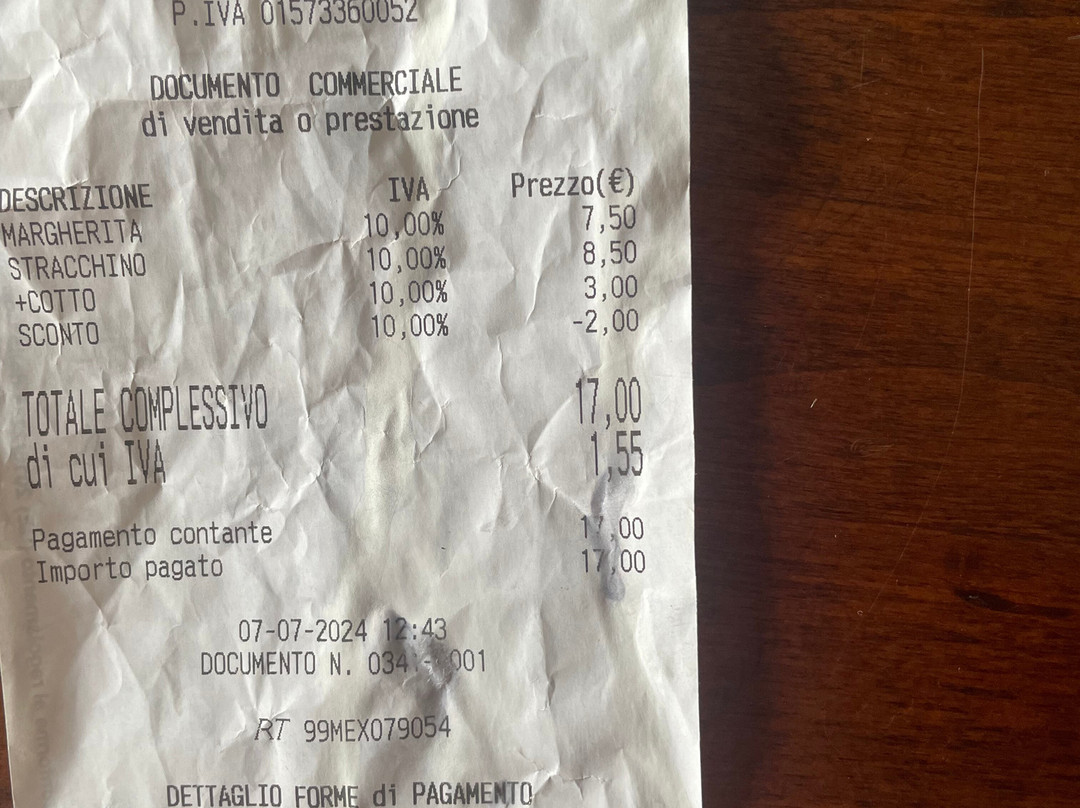 P.IVA 01573360052
DOCUMENTO COMMERCIALE
di vendita o prestazione
DESCRIZIONE IVA Prezzo(€)
MARGHERITA 10,00% 7,50
STRACCHINO 10,00% 8,50
+COTTO 10,00% 3,00
SCONTO 10,00% -2,00
TOTALE COMPLESSIVO 17,00
di cui IVA 1,55
Pagamento contante 17,00
Importo pagato 17,00
07-07-2024 12:43
DOCUMENTO N.
RT 99MEX079054
DETTAGLIO FORME di PAGAMENTO